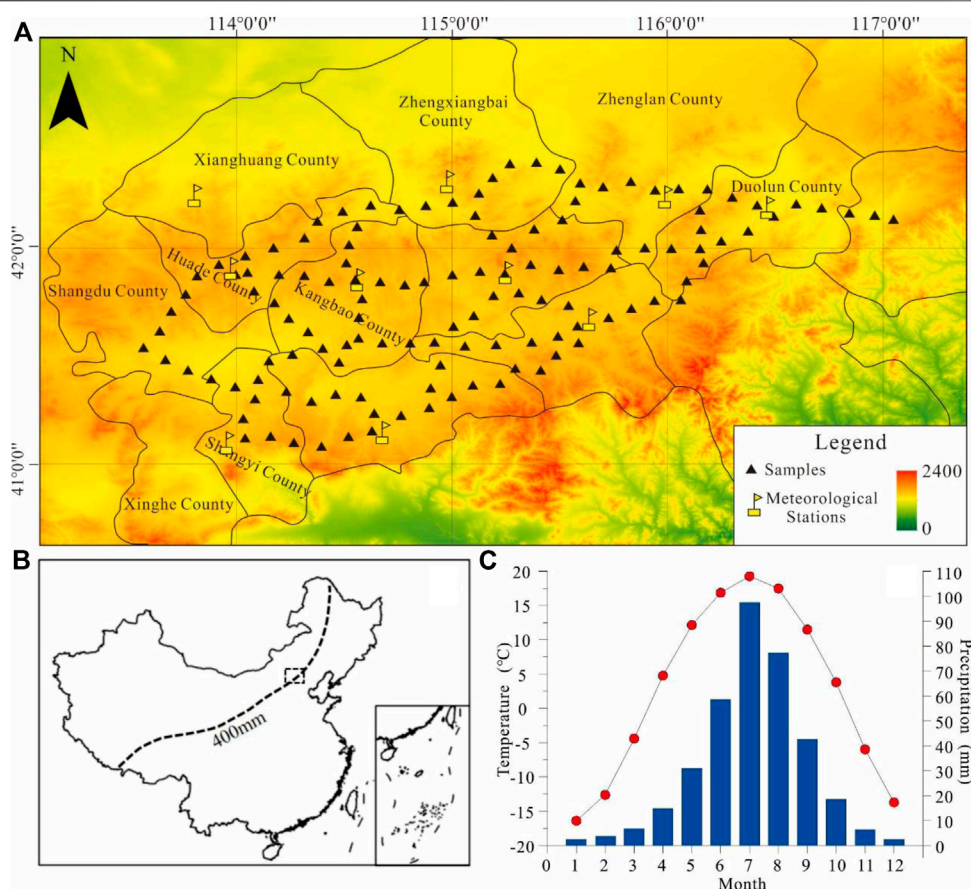 A
114°0'0" 115°0'0" 116°0'0" 117°0'0"
N
Zhengxiangbai
County
Zhenglan County
Xianghuang County
Duolun County
42°0'0"
Huade County
Shangdu County
Kangbao County
41°0'0"
Shangyi County
Xinghe County
Legend
Samples
Meteorological
Stations
2400
0
B
400mm
C
Temperature (°C)
20
15
10
5
0
-5
-10
-15
-20
Precipitation (mm)
110
100
90
80
70
60
50
40
30
20
10
0
0 1 2 3 4 5 6 7 8 9 10 11 12
Month